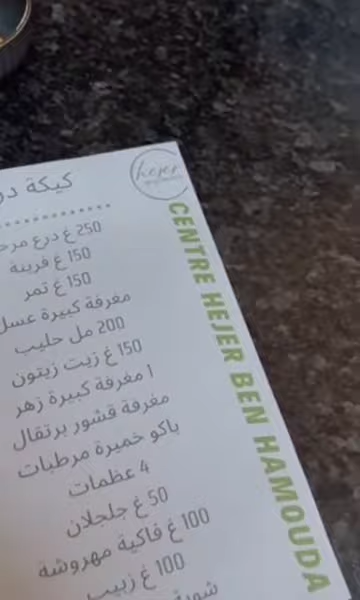 hejer
كيكة
CENTRE HEJER BEN HAMOUDA
250 غ درع
150 غ فرينة
150 غ تمر
مغرفة كبيرة عسل
200 مل حليب
150 غ زيت زيتون
1 مغرفة كبيرة زهر
مغرفة قشور برتقال
باكو خميرة مرطبات
4 عظمات
50 غ جلجلان
100 غ فاكية مهروشة
100 غ زبيب